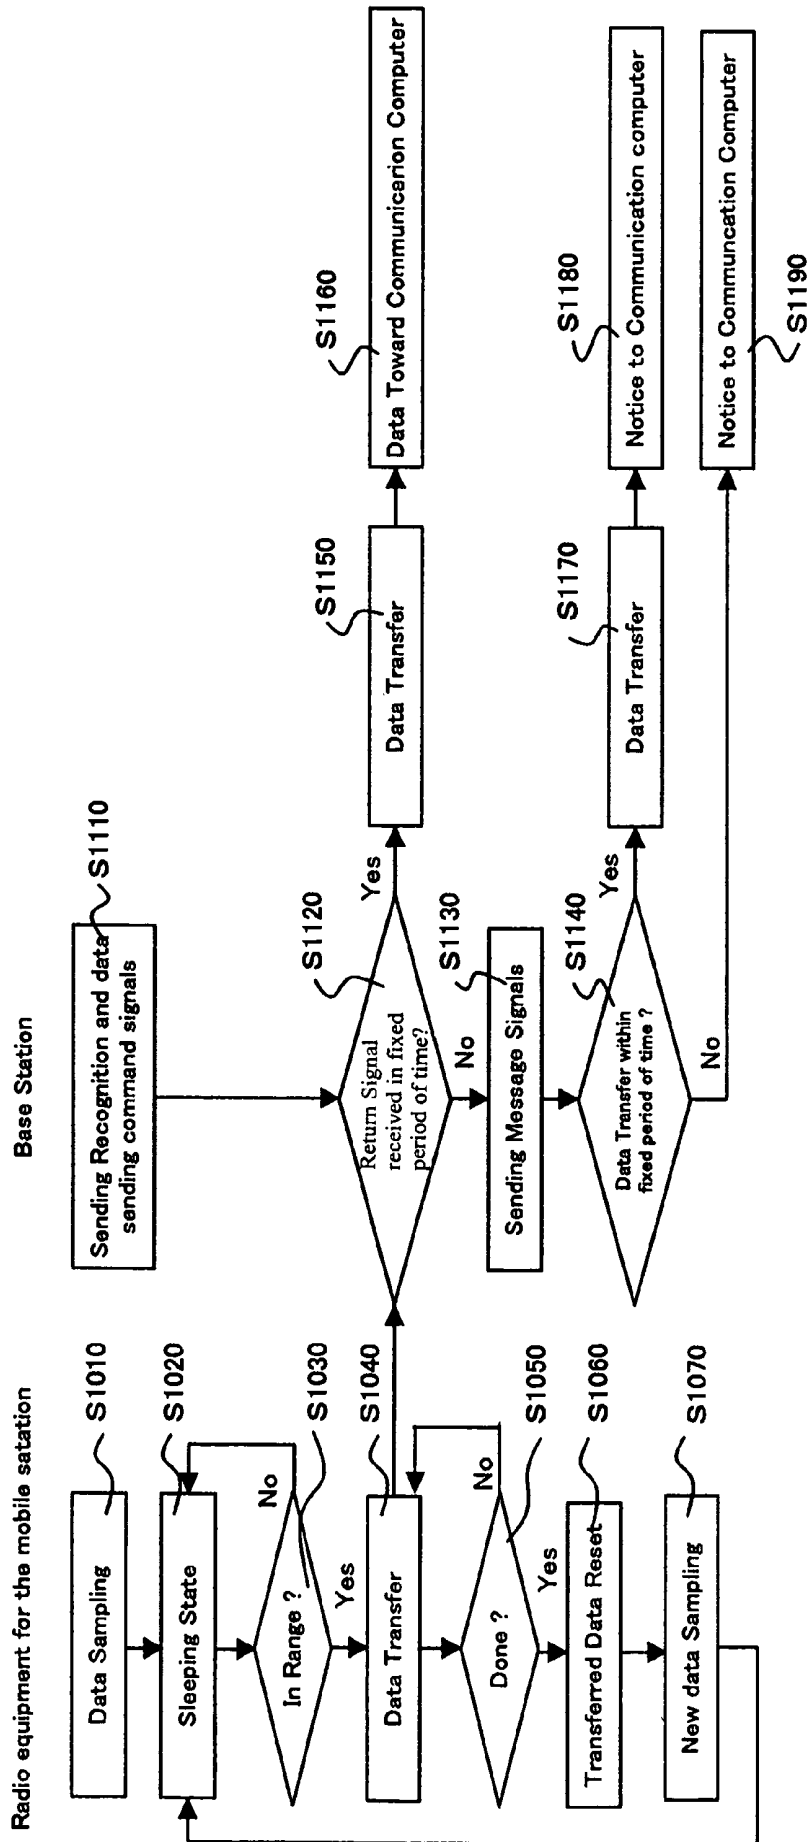 Radio equipment for the mobile satation
Data Sampling
S1010
Sleeping State
S1020
In Range ?
S1030
No
Yes
Data Transfer
S1040
Done ?
S1050
No
Yes
Transferred Data Reset
S1060
New data Sampling
S1070
Base Station
Sending Recognition and data
sending command signals
S1110
Return Signal
received in fixed
period of time?
S1120
Yes
No
Sending Message Signals
S1130
Data Transfer within
fixed period of time ?
S1140
Yes
No
Data Transfer
S1150
Data Toward Communicarion Computer
S1160
Data Transfer
S1170
Notice to Communication computer
S1180
Notice to Communcation Computer
S1190